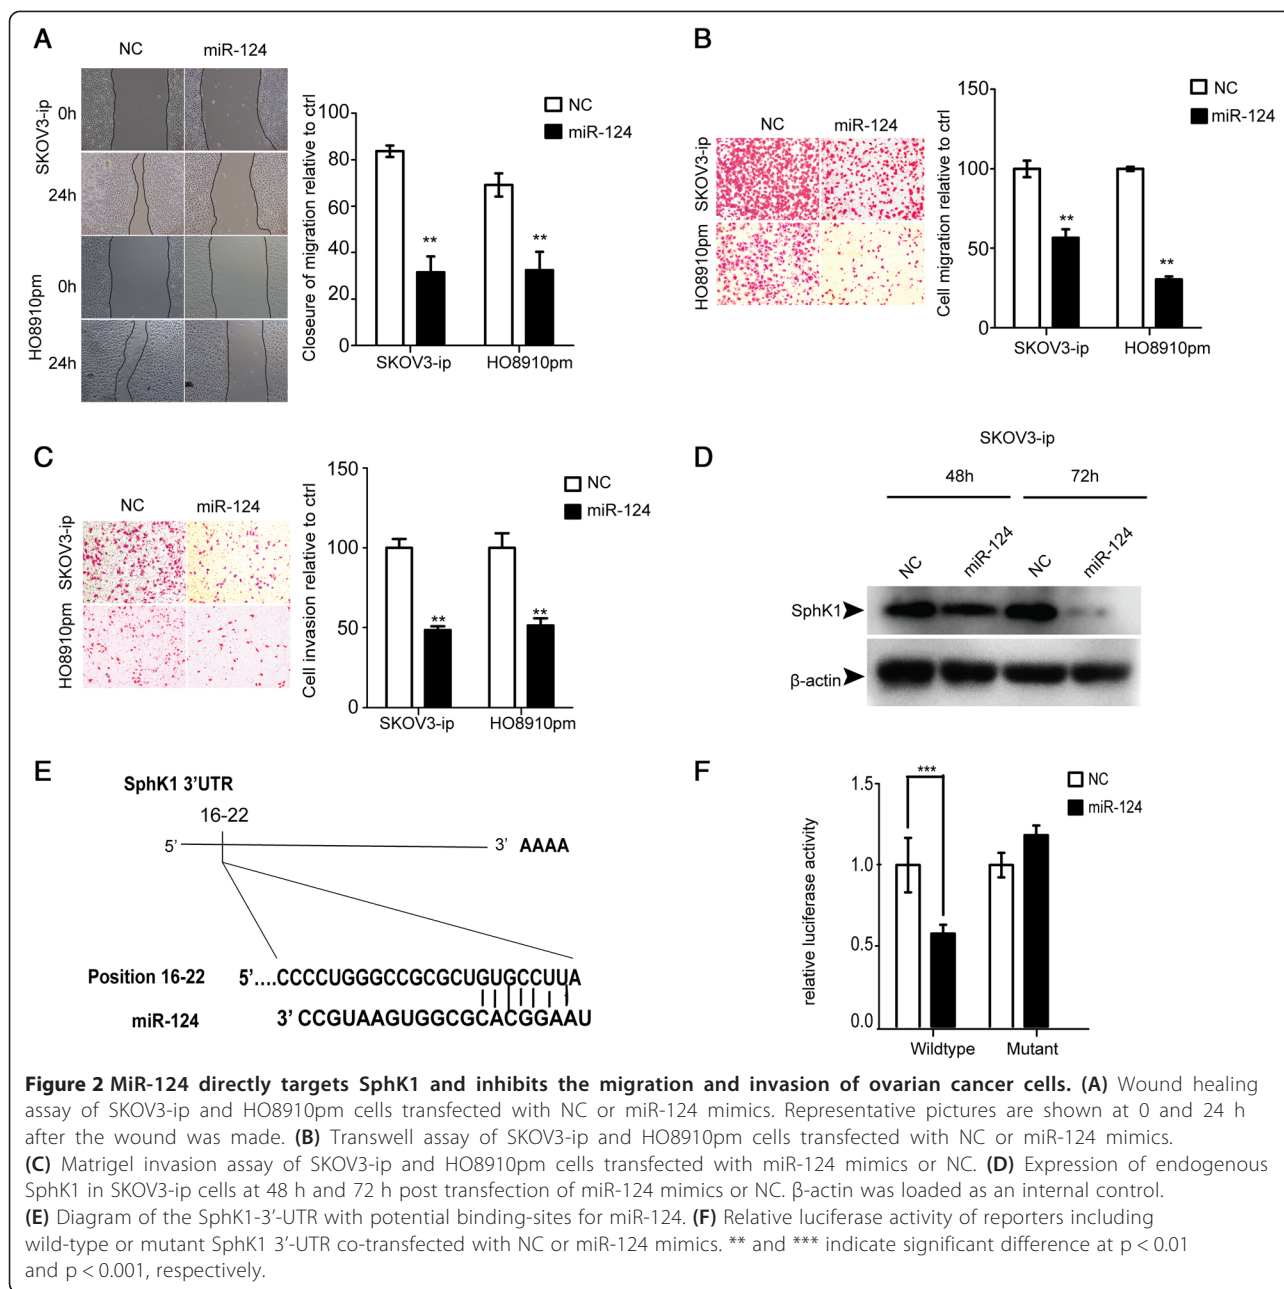 A
NC miR-124
SKOV3-ip
0h
24h
HO8910pm
0h
24h
Closeure of migration relative to ctrl
100
80
60
40
20
0
NC
miR-124
**
**
SKOV3-ip HO8910pm
B
NC miR-124
SKOV3-ip
HO8910pm
Cell migration relative to ctrl
150
100
50
0
NC
miR-124
**
**
SKOV3-ip HO8910pm
C
NC miR-124
SKOV3-ip
HO8910pm
Cell invasion relative to ctrl
150
100
50
0
NC
miR-124
**
**
SKOV3-ip HO8910pm
D
SKOV3-ip
48h 72h
NC miR-124 NC miR-124
SphK1
β-actin
E
SphK1 3’UTR
16-22
5’ 3’ AAAA
Position 16-22 5’....CCCCUGGGCCGCGCUGUGCCUUA
miR-124 3’ CCGUAAGUGGCGCACGGAAU
F
relative luciferase activity
1.5
1.0
0.5
0.0
***
NC
miR-124
Wildtype Mutant
Figure 2 MiR-124 directly targets SphK1 and inhibits the migration and invasion of ovarian cancer cells. (A) Wound healing
assay of SKOV3-ip and HO8910pm cells transfected with NC or miR-124 mimics. Representative pictures are shown at 0 and 24 h
after the wound was made. (B) Transwell assay of SKOV3-ip and HO8910pm cells transfected with NC or miR-124 mimics.
(C) Matrigel invasion assay of SKOV3-ip and HO8910pm cells transfected with miR-124 mimics or NC. (D) Expression of endogenous
SphK1 in SKOV3-ip cells at 48 h and 72 h post transfection of miR-124 mimics or NC. β-actin was loaded as an internal control.
(E) Diagram of the SphK1-3’-UTR with potential binding-sites for miR-124. (F) Relative luciferase activity of reporters including
wild-type or mutant SphK1 3’-UTR co-transfected with NC or miR-124 mimics. ** and *** indicate significant difference at p < 0.01
and p < 0.001, respectively.